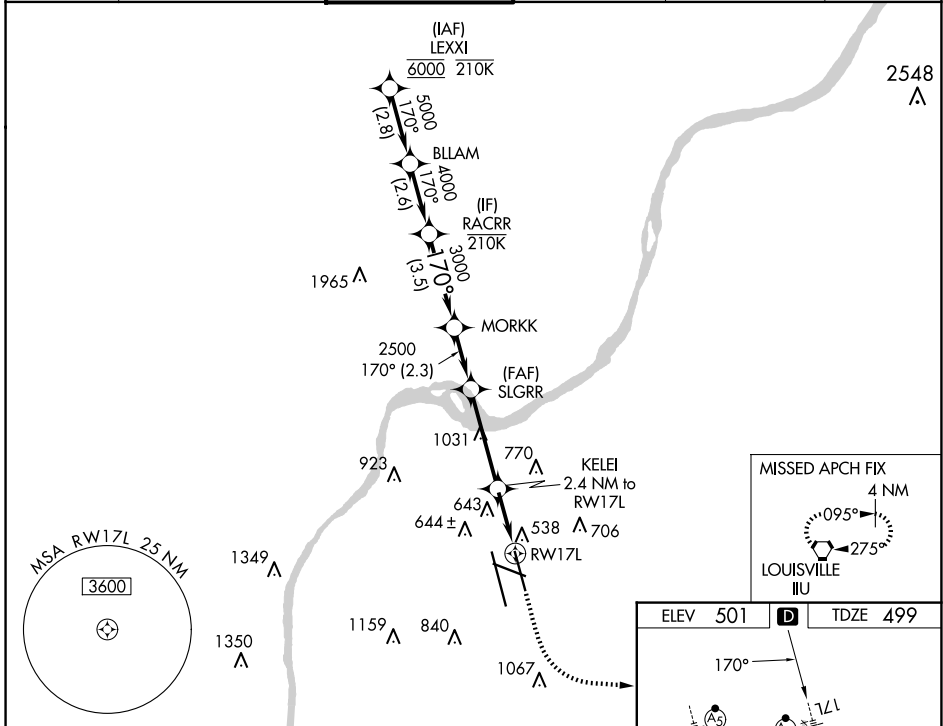 (IAF)
LEXXI
6000 210K
2548
5000
170°
(2.8)
BLLAM
4000
170°
(2.6)
(IF)
RACRR
210K
3000
170°
(3.5)
1965
MORKK
2500
170° (2.3)
(FAF)
SLGRR
1031
770
923
KELEI
2.4 NM to
RW17L
643
644 ±
538
706
RW17L
MISSED APCH FIX
4 NM
095°
275°
LOUISVILLE
IIU
MSA RW17L 25 NM
3600
1349
1350
1159
840
1067
ELEV 501 D TDZE 499
170°
17L
A5